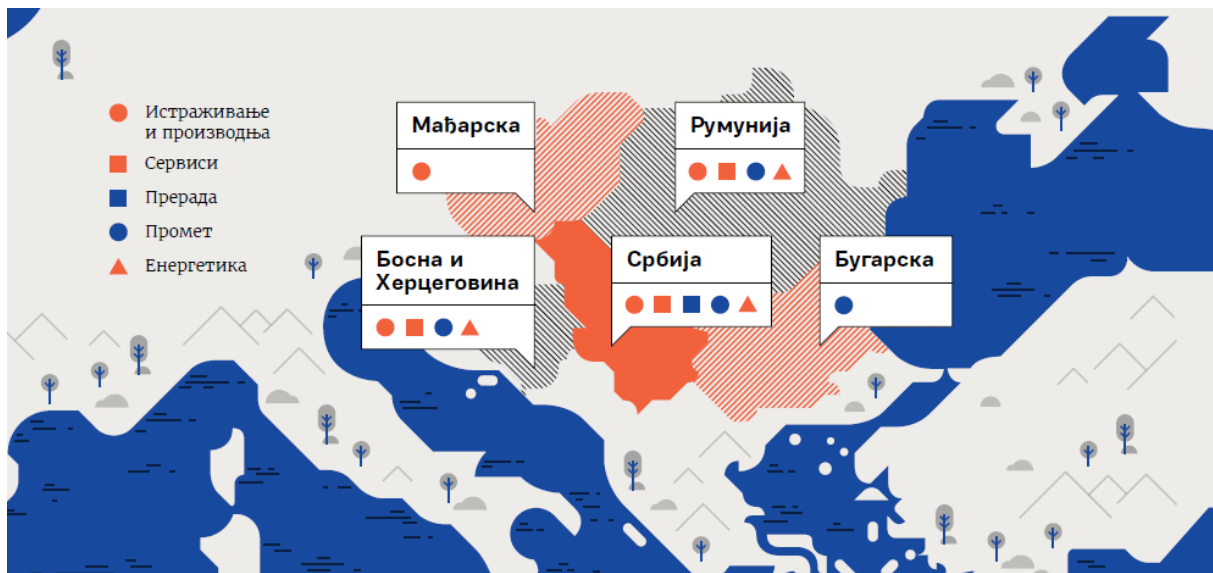 Истраживање
и производња
Сервиси
Прерада
Промет
Енергетика
Мађарска
Румунија
Босна и
Херцеговина
Србија
Бугарска